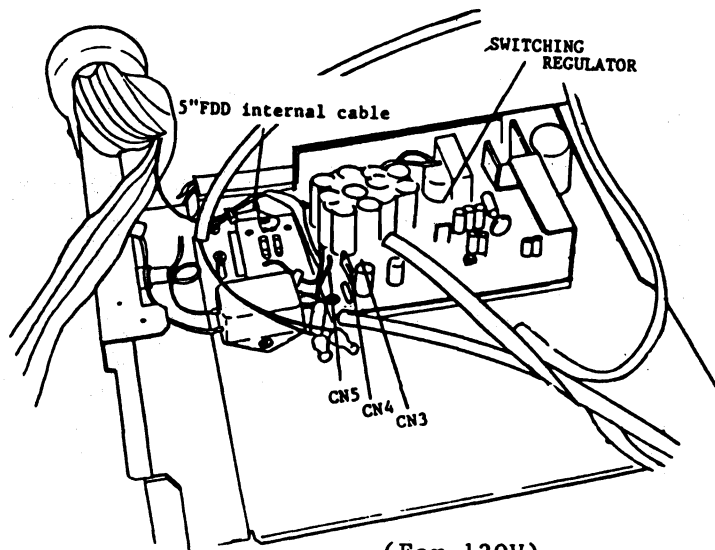 SWITCHING
REGULATOR
5"FDD internal cable
CN5
CN4
CN3
(For 120V)